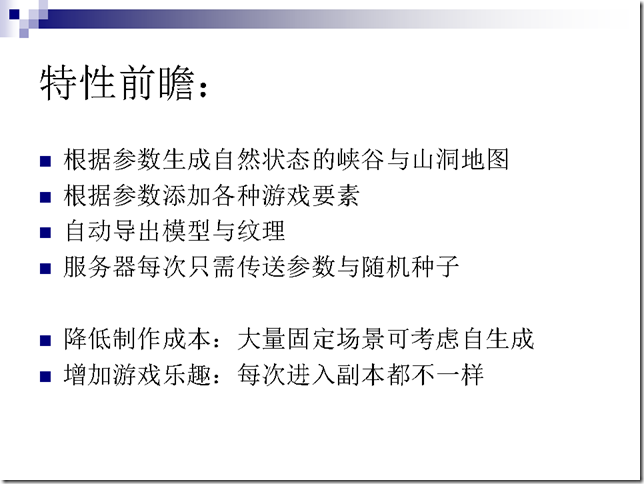 特性前瞻：
根据参数生成自然状态的峡谷与山洞地图
根据参数添加各种游戏要素
自动导出模型与纹理
服务器每次只需传送参数与随机种子
降低制作成本：大量固定场景可考虑自生成
增加游戏乐趣：每次进入副本都不一样